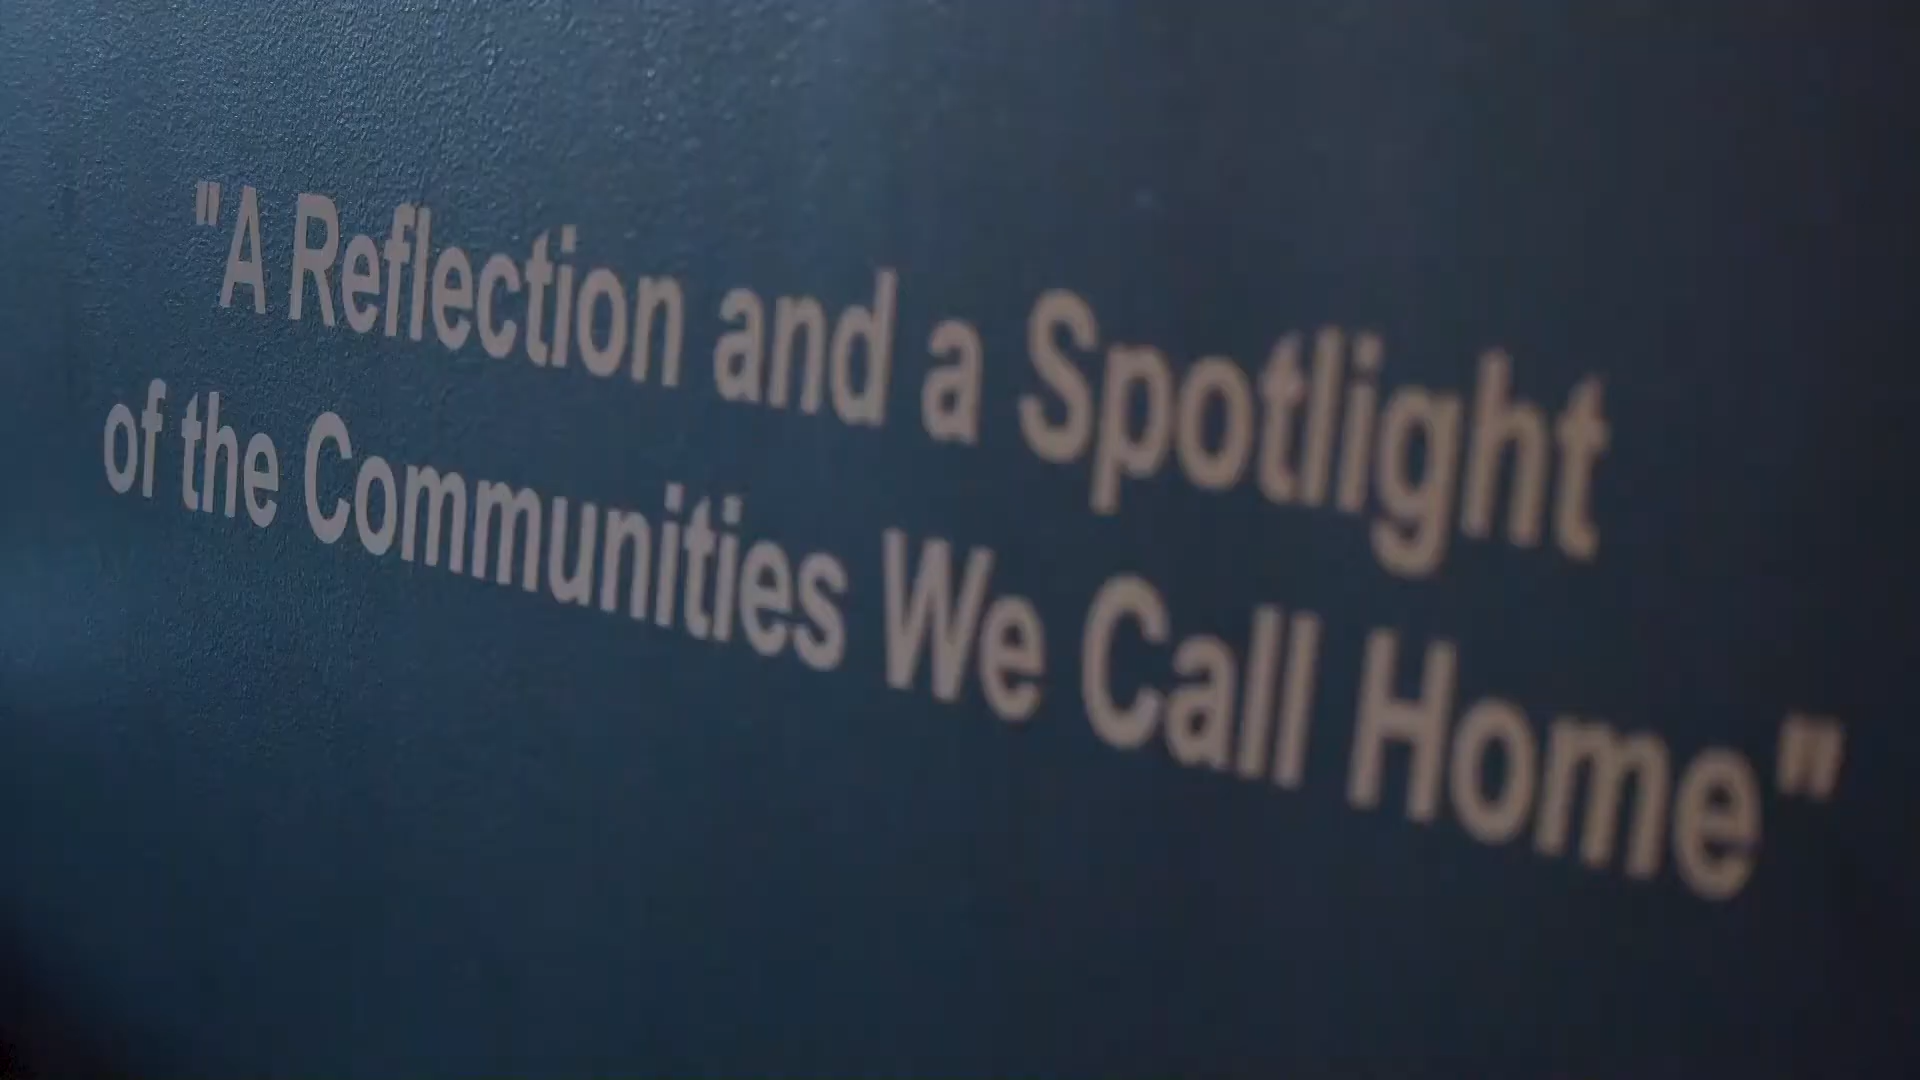 "A Reflection and a Spotlight
of the Communities We Call Home"